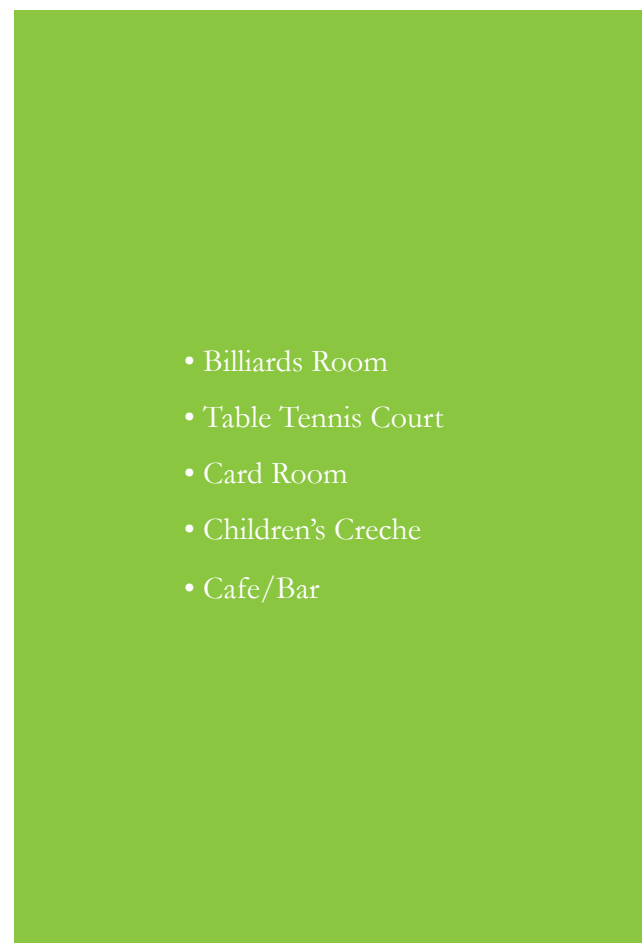 • Billiards Room
• Table Tennis Court
• Card Room
• Children’s Creche
• Cafe/Bar